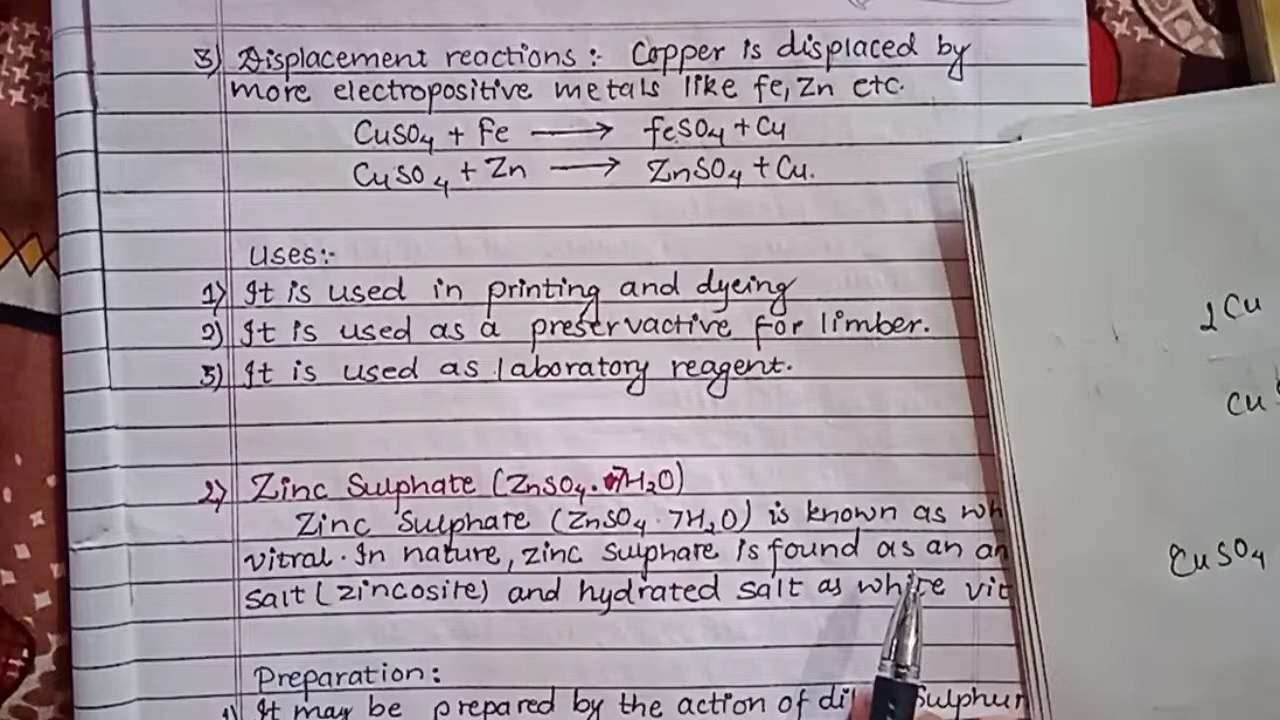 3) Displacement reactions :- Copper is displaced by
more electropositive metals like fe, Zn etc.
CuSO4 + Fe ⟶ feSO4 + Cu
CuSO4 + Zn ⟶ ZnSO4 + Cu.
Uses:-
1) It is used in printing and dyeing
2) It is used as a preservactive for limber.
3) It is used as laboratory reagent.
2) Zinc Sulphate (ZnSO4. 7H2O)
Zinc Sulphare (ZnSO4. 7H2O) is known as wh
vitral. In nature, zinc sulphare is found as an an
salt (zincosite) and hydrated salt as white vit
Preparation:
1) It may be prepared by the action of dil Sulphur
2Cu
Cu
CuSO4